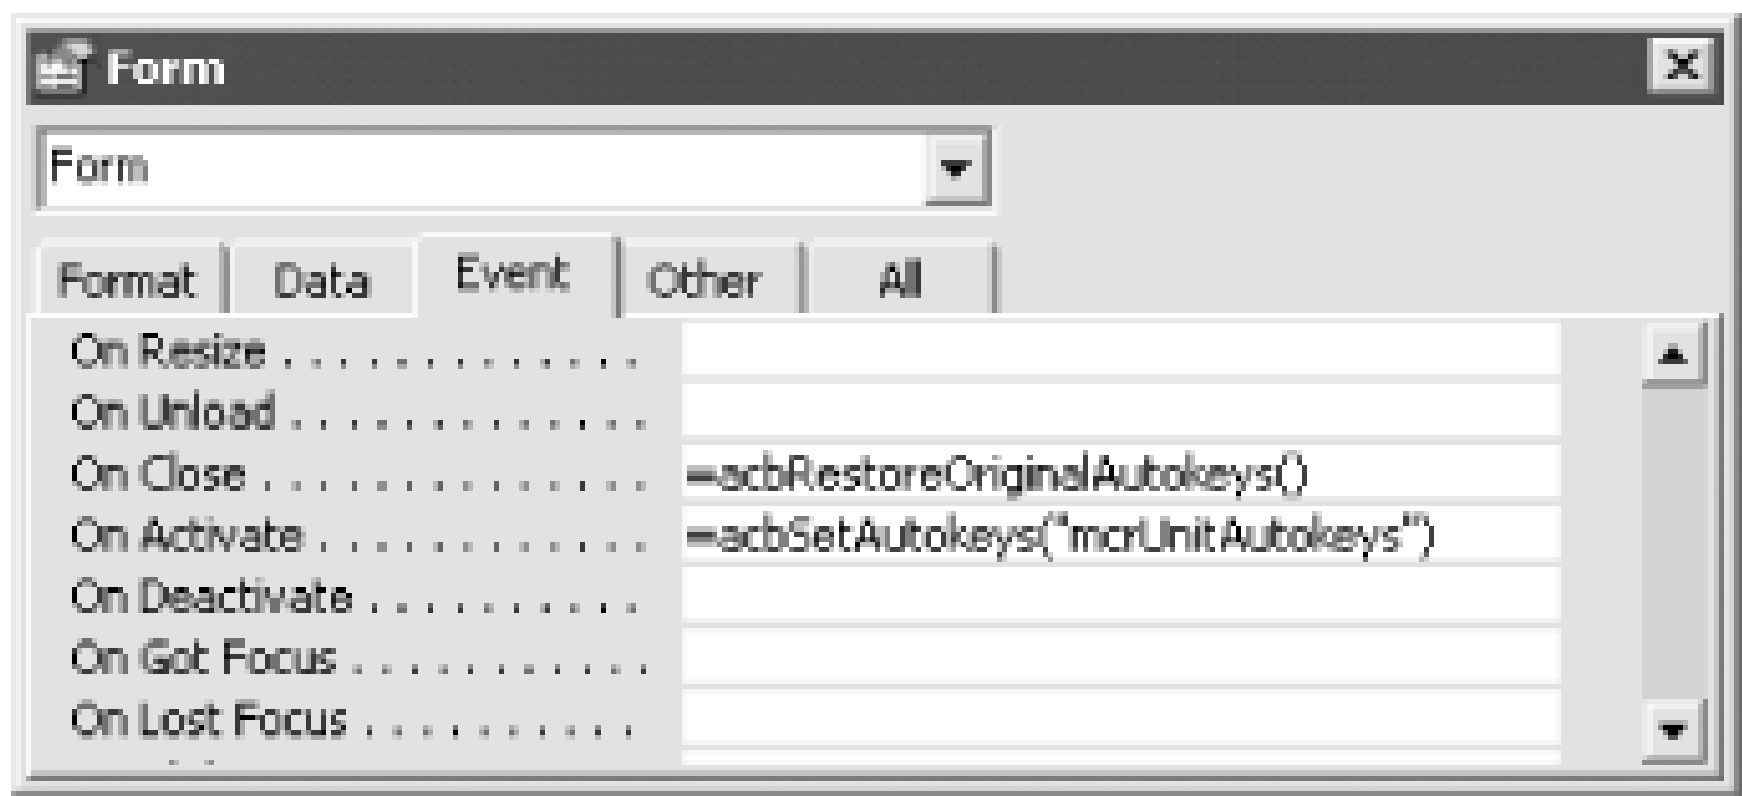 Form
Form
Format Data Event Other All
On Resize . . . . . . . . . . . . .
On Unload . . . . . . . . . . . . .
On Close . . . . . . . . . . . . . . =acbRestoreOriginalAutokeys()
On Activate . . . . . . . . . . . . =acbSetAutokeys("mcrUnitAutokeys")
On Deactivate . . . . . . . . . .
On Got Focus . . . . . . . . . . .
On Lost Focus . . . . . . . . . .